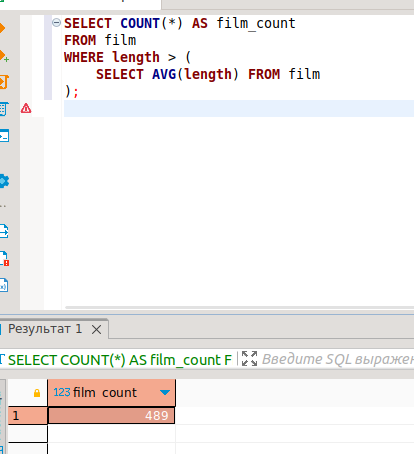 SELECT COUNT(*) AS film_count
FROM film
WHERE length > (
SELECT AVG(length) FROM film
);
Результат 1
SELECT COUNT(*) AS film_count F
Введите SQL выражен
123 film_count
1
489